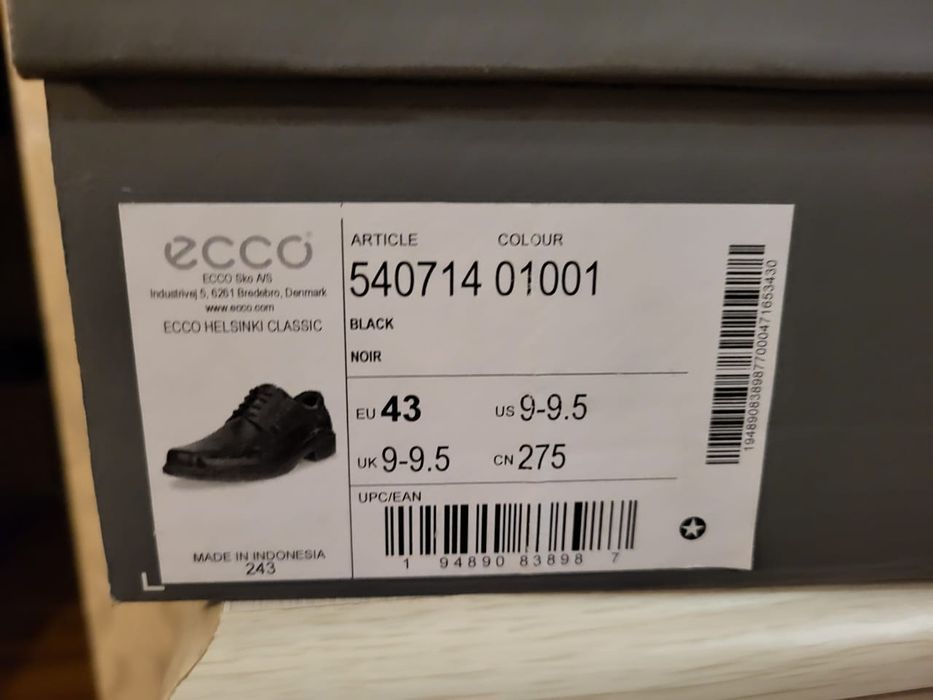 ecco
ECCO Sko A/S
Industrivej 5, 6261 Bredebro, Denmark
www.ecco.com
ECCO HELSINKI CLASSIC
MADE IN INDONESIA
243
ARTICLE COLOUR
540714 01001
BLACK
NOIR
EU 43 US 9-9.5
UK 9-9.5 CN 275
UPC/EAN
1 94890 83898 7
19489083898770004716​53430